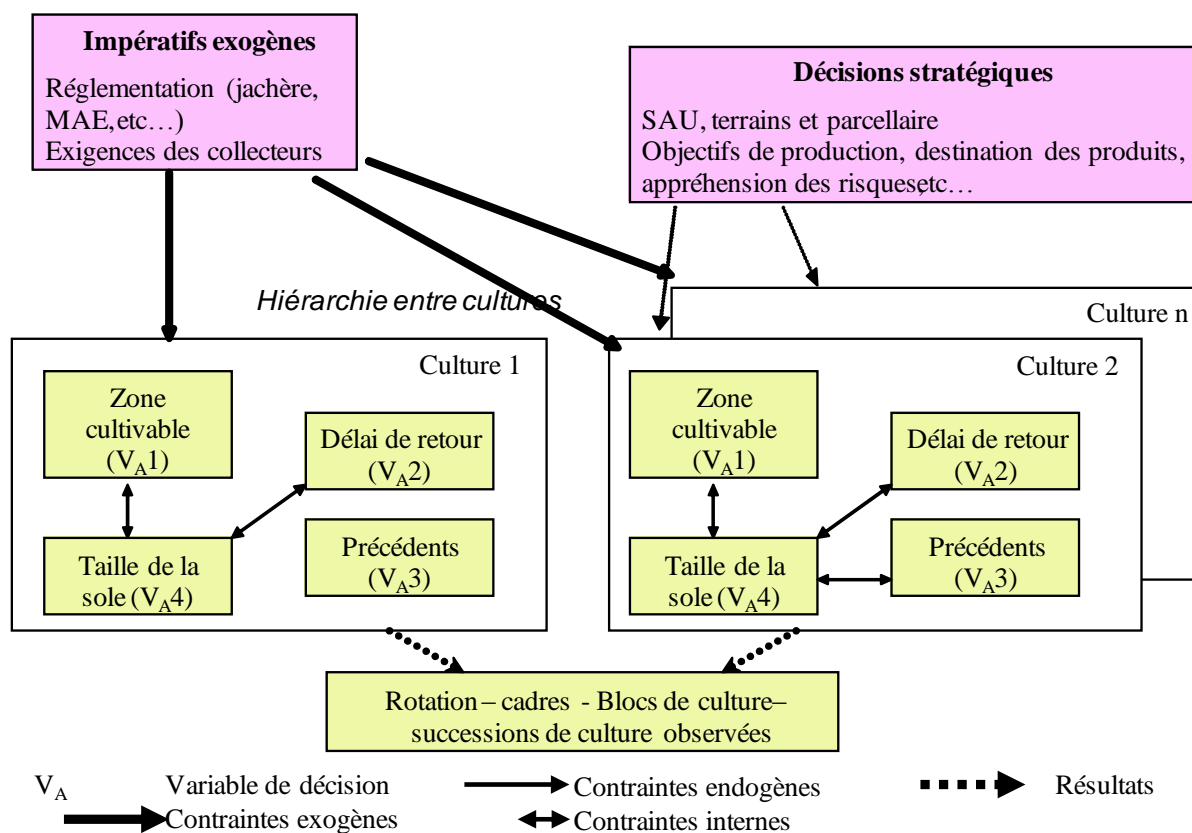 Impératifs exogènes
Réglementation (jachère,
MAE, etc…)
Exigences des collecteurs
Décisions stratégiques
SAU, terrains et parcellaire
Objectifs de production, destination des produits,
appréhension des risques,etc…
Hiérarchie entre cultures
Culture n
Culture 1
Zone
cultivable
(VA1)
Délai de retour
(VA2)
Taille de la
sole (VA4)
Précédents
(VA3)
Culture 2
Zone
cultivable
(VA1)
Délai de retour
(VA2)
Taille de la
sole (VA4)
Précédents
(VA3)
Rotation – cadres - Blocs de culture–
successions de culture observées
VA Variable de décision
Contraintes endogènes
Résultats
Contraintes exogènes
Contraintes internes